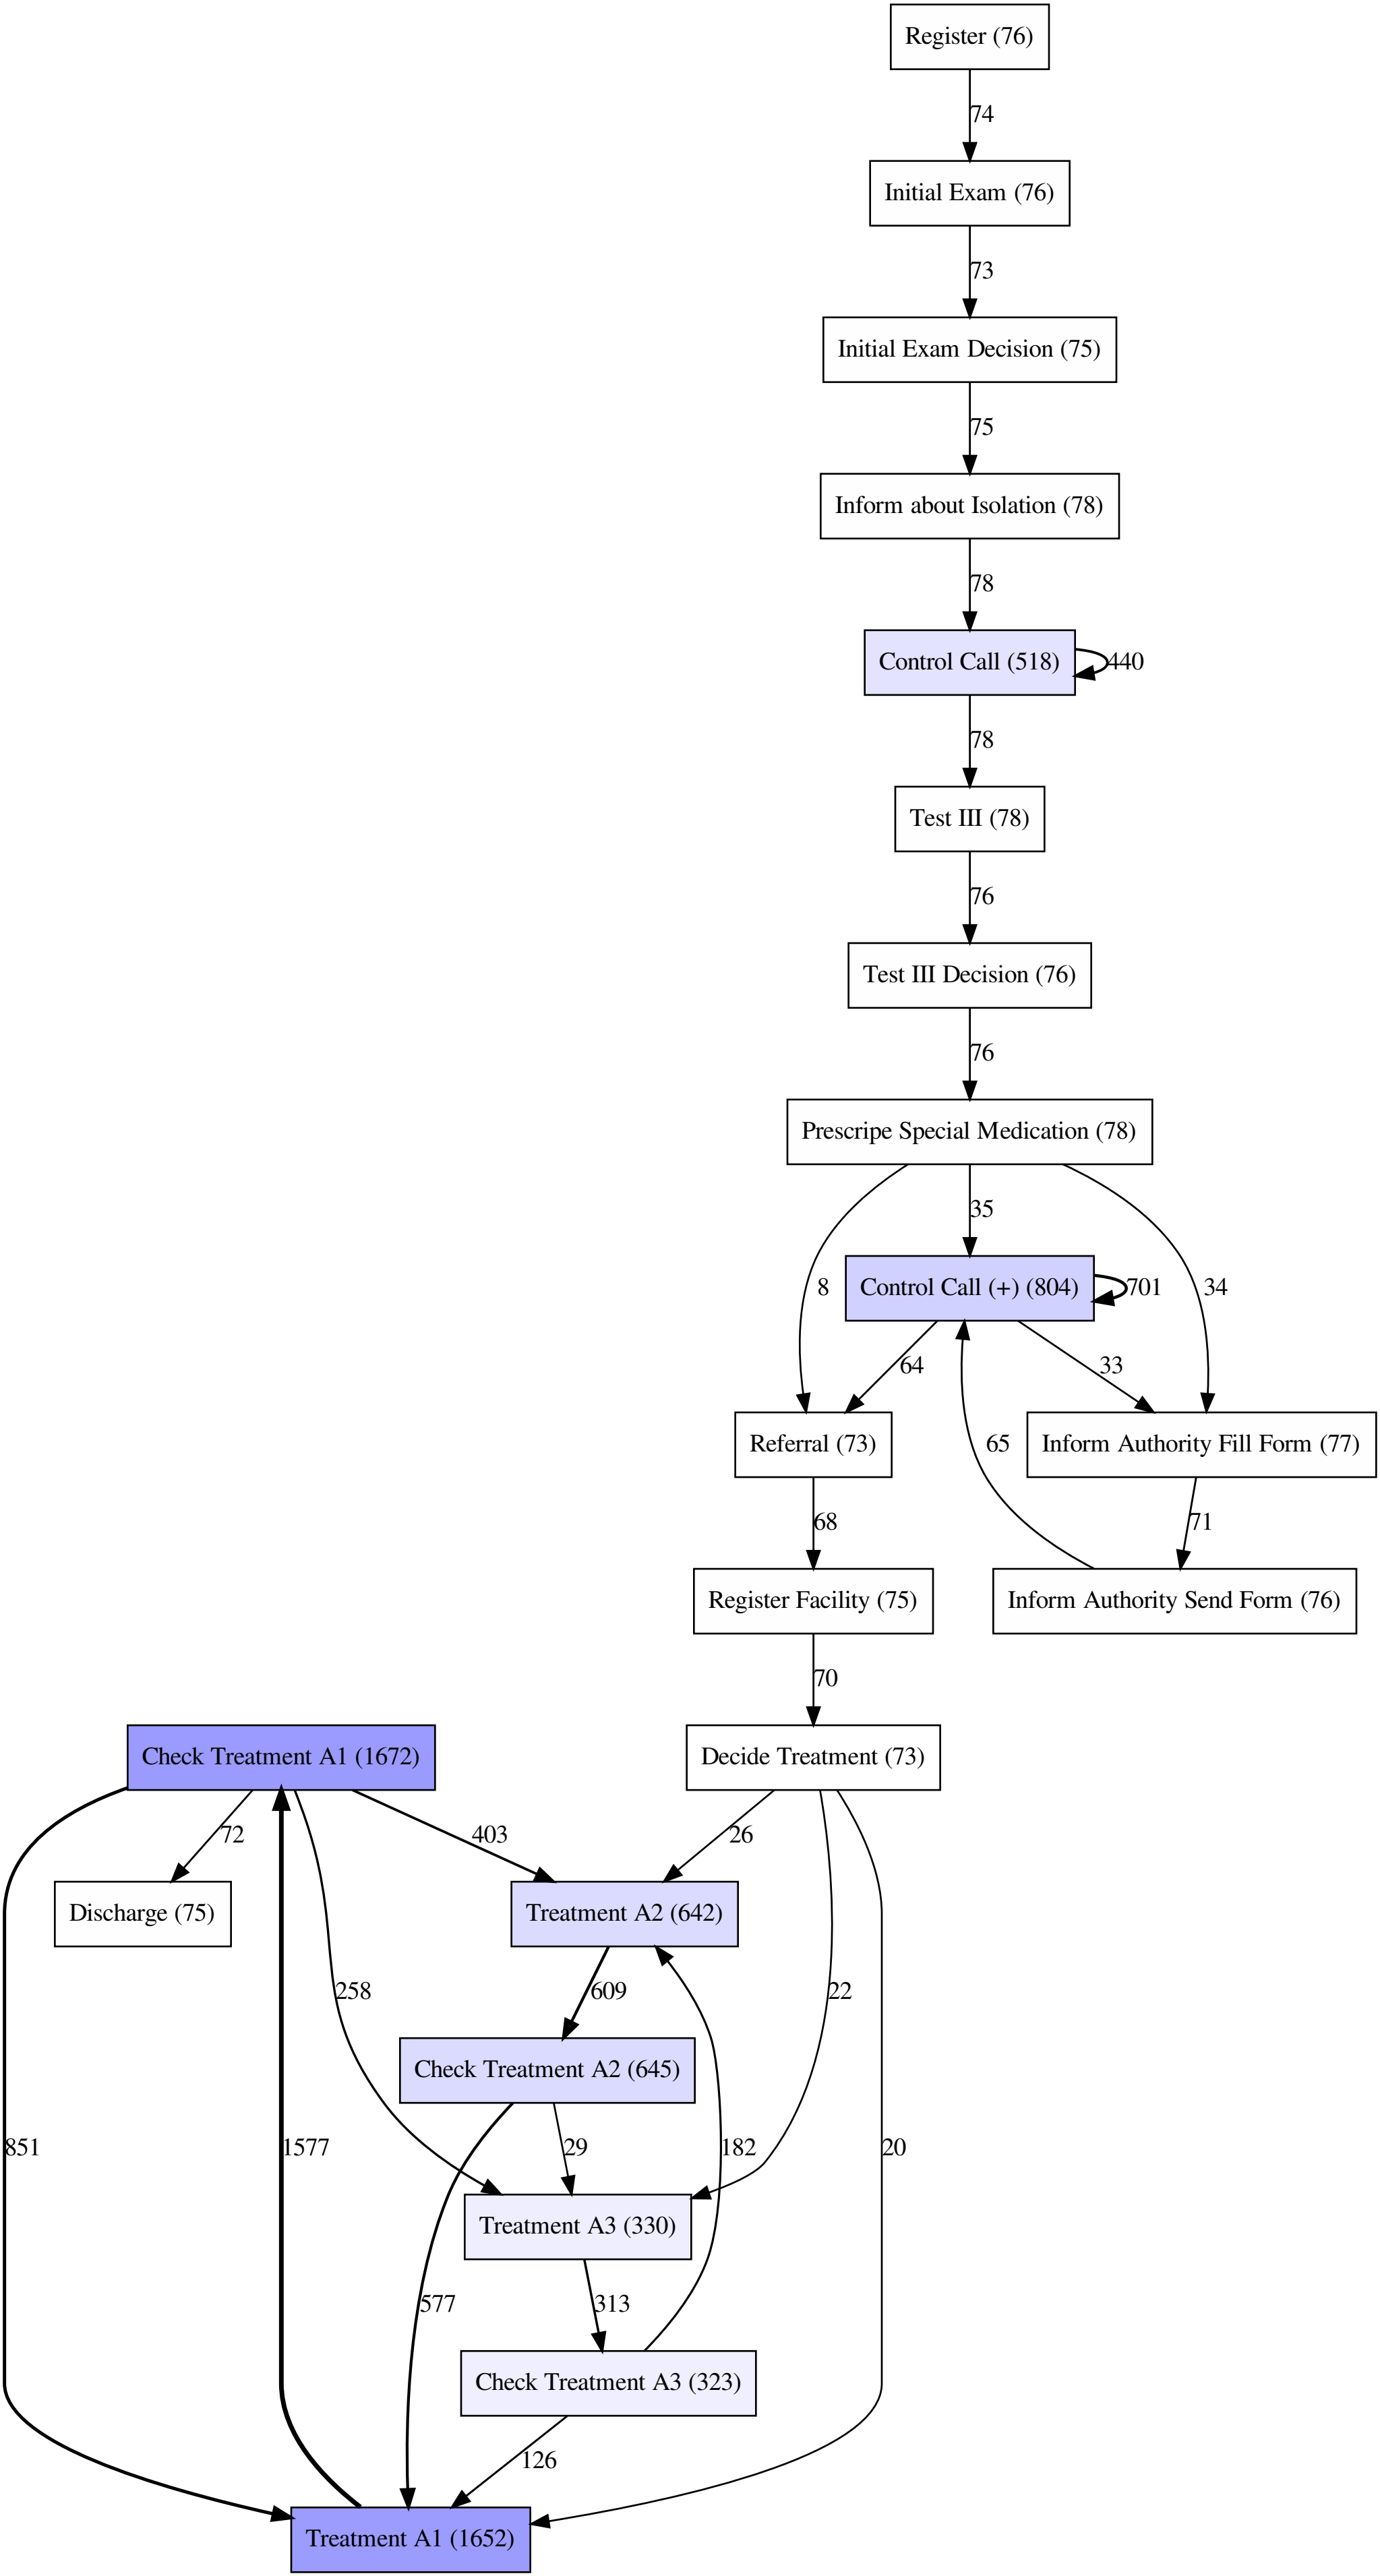 Register (76)
74
Initial Exam (76)
73
Initial Exam Decision (75)
75
Inform about Isolation (78)
78
Control Call (518)
440
78
Test III (78)
76
Test III Decision (76)
76
Prescripe Special Medication (78)
35
8
Control Call (+) (804)
701
34
64
33
Referral (73)
65
Inform Authority Fill Form (77)
68
71
Register Facility (75)
Inform Authority Send Form (76)
70
Check Treatment A1 (1672)
Decide Treatment (73)
72
403
26
Discharge (75)
Treatment A2 (642)
258
609
22
Check Treatment A2 (645)
851
1577
29
182
20
Treatment A3 (330)
577
313
Check Treatment A3 (323)
126
Treatment A1 (1652)